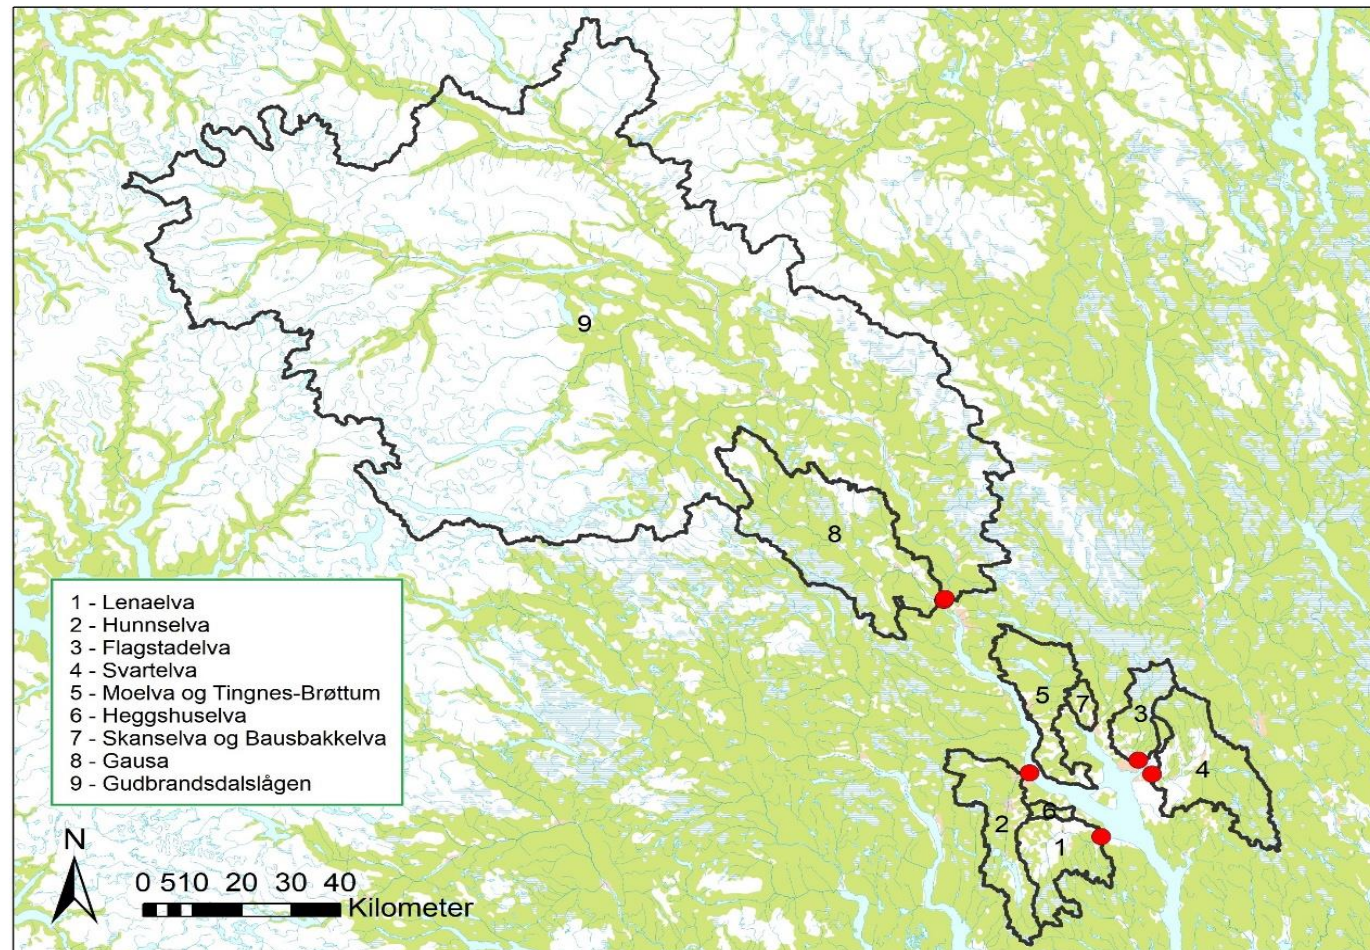 9
8
5
7
3
4
2
6
1
1 - Lenaelva
2 - Hunnselva
3 - Flagstadelva
4 - Svartelva
5 - Moelva og Tingnes-Brøttum
6 - Heggshuselva
7 - Skanselva og Bausbakkelva
8 - Gausa
9 - Gudbrandsdalslågen
N
0 5 10 20 30 40
Kilometer